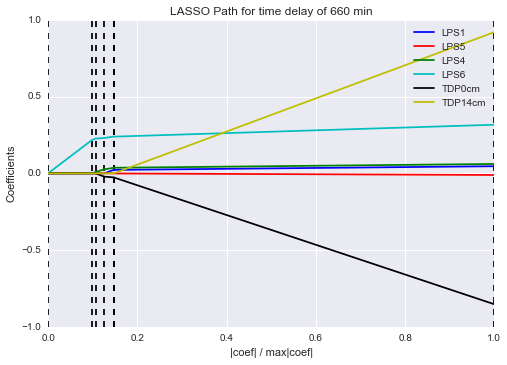 LASSO Path for time delay of 660 min
1.0
0.5
0.0
−0.5
−1.0
Coefficients
LPS1
LPS5
LPS4
LPS6
TDP0cm
TDP14cm
0.0 0.2 0.4 0.6 0.8 1.0
|coef| / max|coef|